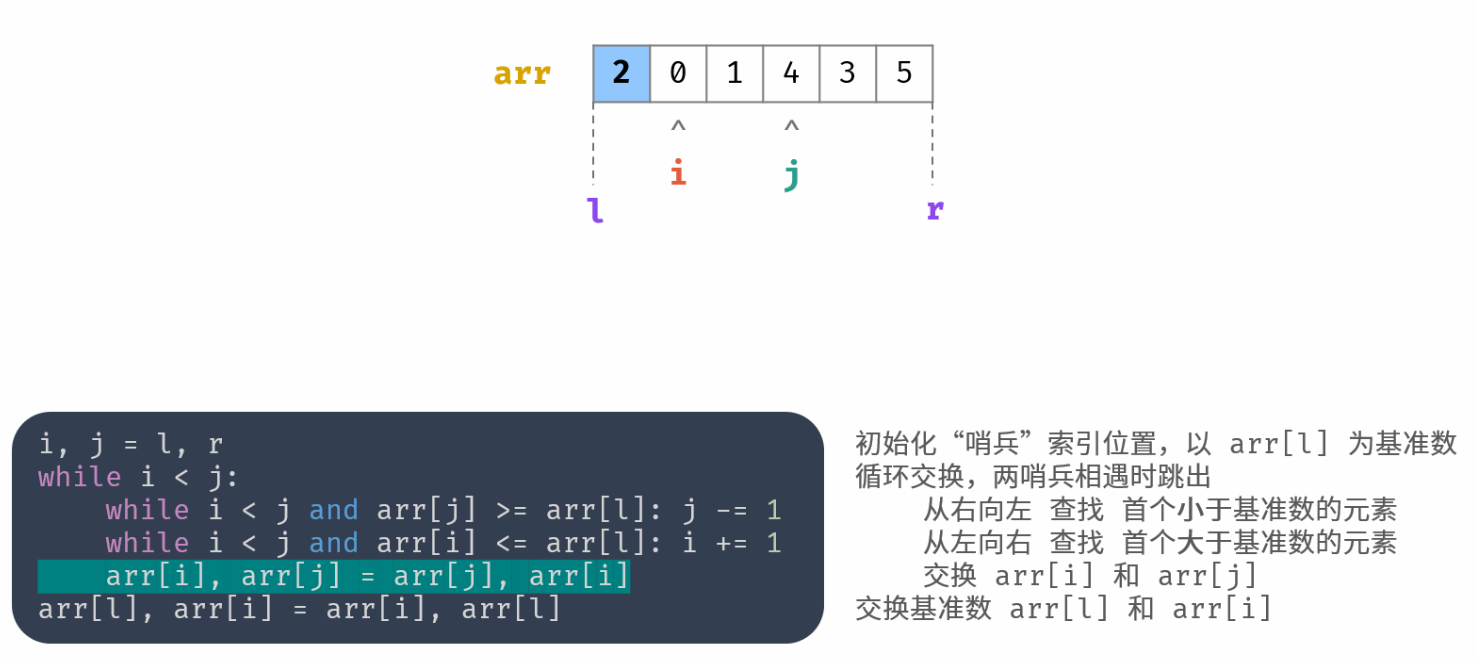 arr 2 0 1 4 3 5
^ ^
i j
l r
i, j = l, r
while i < j:
    while i < j and arr[j] >= arr[l]: j -= 1
    while i < j and arr[i] <= arr[l]: i += 1
    arr[i], arr[j] = arr[j], arr[i]
arr[l], arr[i] = arr[i], arr[l]
初始化“哨兵”索引位置，以 arr[l] 为基准数
循环交换，两哨兵相遇时跳出
    从右向左 查找 首个小于基准数的元素
    从左向右 查找 首个大于基准数的元素
    交换 arr[i] 和 arr[j]
交换基准数 arr[l] 和 arr[i]